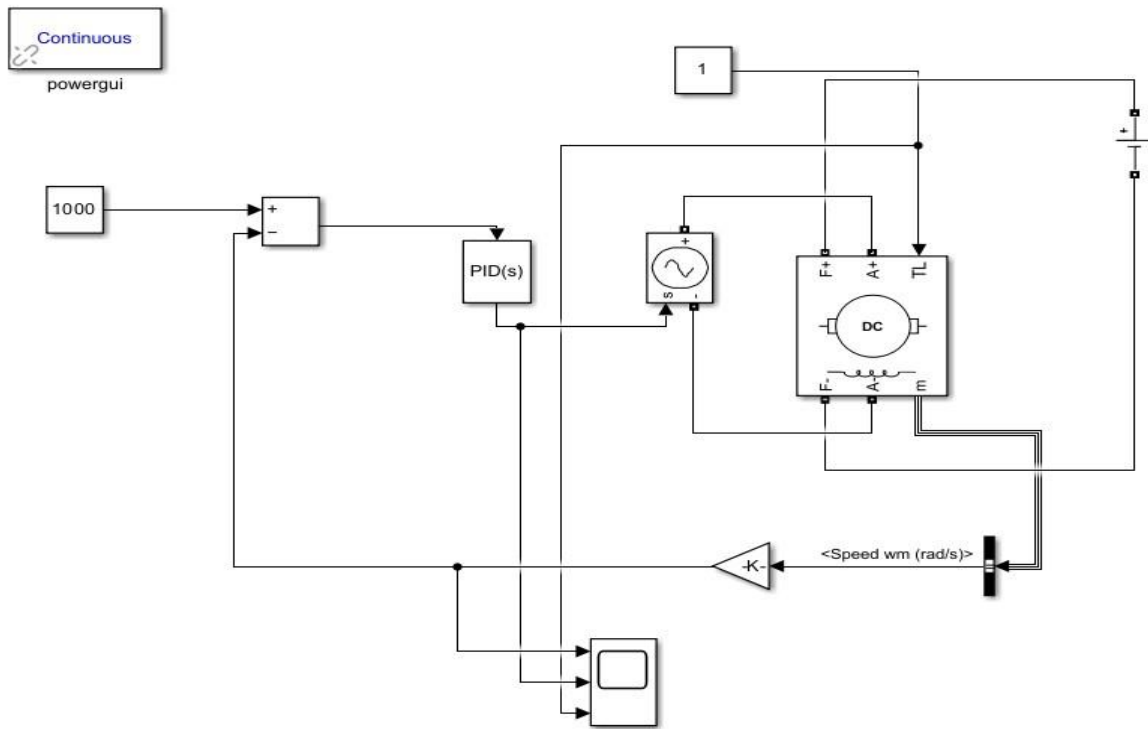 Continuous
powergui
1
+
1000
+
−
PID(s)
+
s
-
F+
A+
TL
DC
F-
A-
m
<Speed wm (rad/s)>
-K-